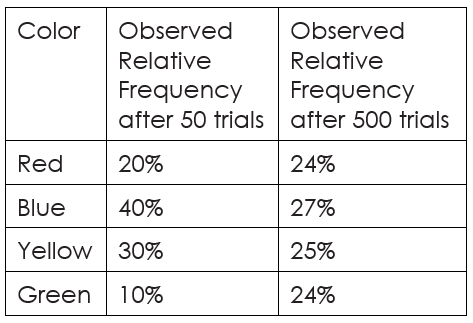 Color
Observed
Relative
Frequency
after 50 trials
Observed
Relative
Frequency
after 500 trials
Red 20% 24%
Blue 40% 27%
Yellow 30% 25%
Green 10% 24%